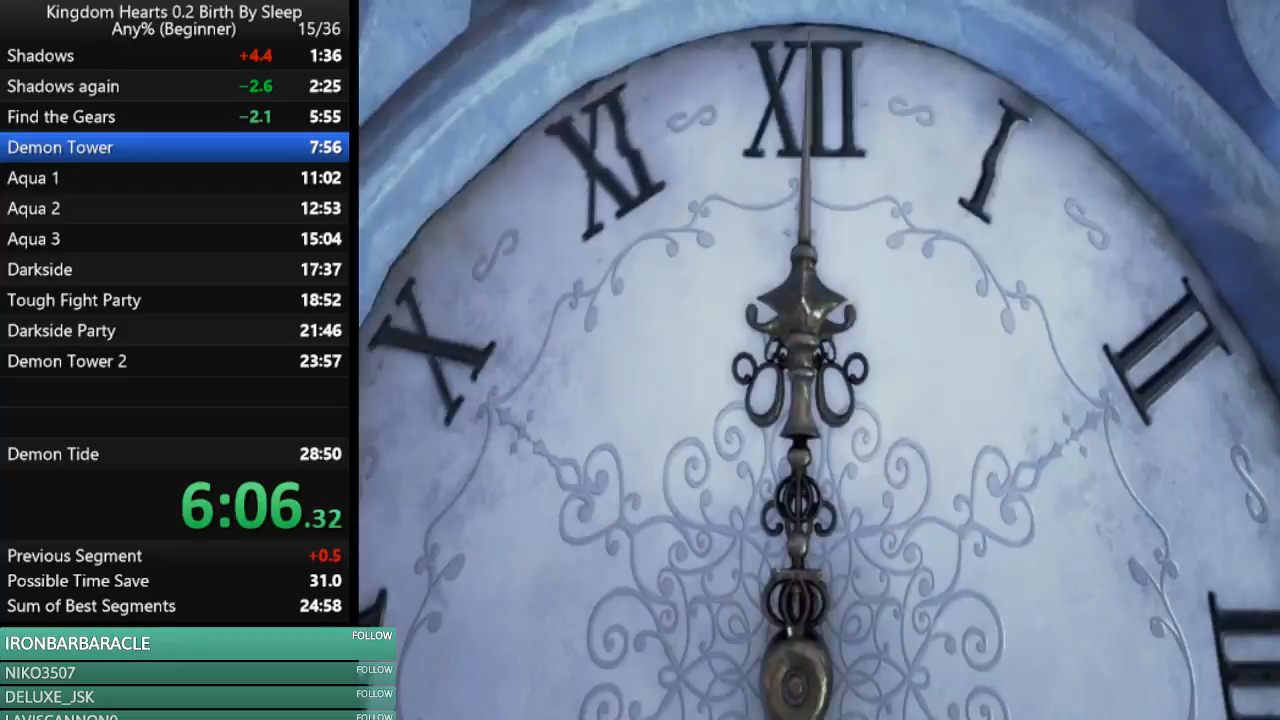 Kingdom Hearts 0.2 Birth By Sleep
Any% (Beginner) 15/36
Shadows +4.4 1:36
Shadows again −2.6 2:25
Find the Gears −2.1 5:55
Demon Tower 7:56
Aqua 1 11:02
Aqua 2 12:53
Aqua 3 15:04
Darkside 17:37
Tough Fight Party 18:52
Darkside Party 21:46
Demon Tower 2 23:57
Demon Tide 28:50
6:06.32
Previous Segment +0.5
Possible Time Save 31.0
Sum of Best Segments 24:58
IRONBARBARACLE FOLLOW
NIKO3507 FOLLOW
DELUXE_JSK FOLLOW
FOLLOW
XII
XI
I
X
II